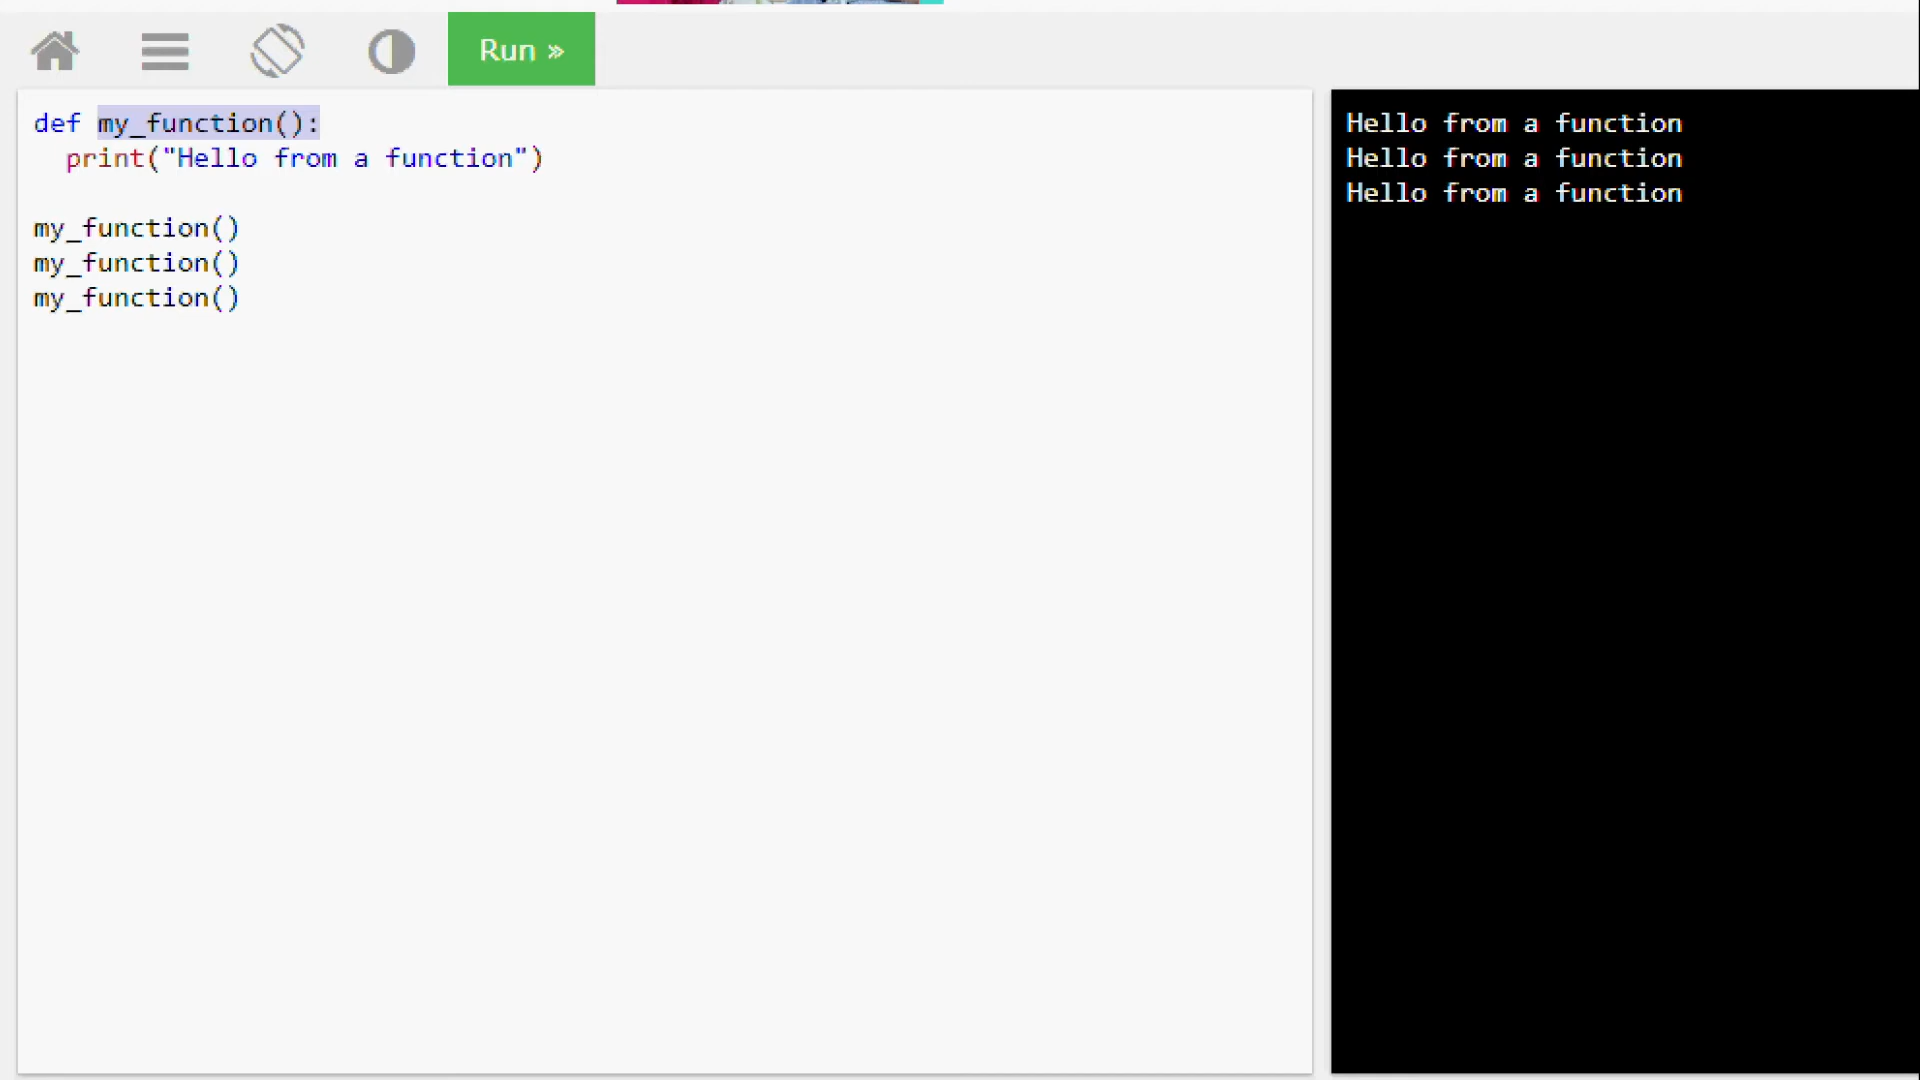 Run »
def my_function():
  print("Hello from a function")
my_function()
my_function()
my_function()
Hello from a function
Hello from a function
Hello from a function